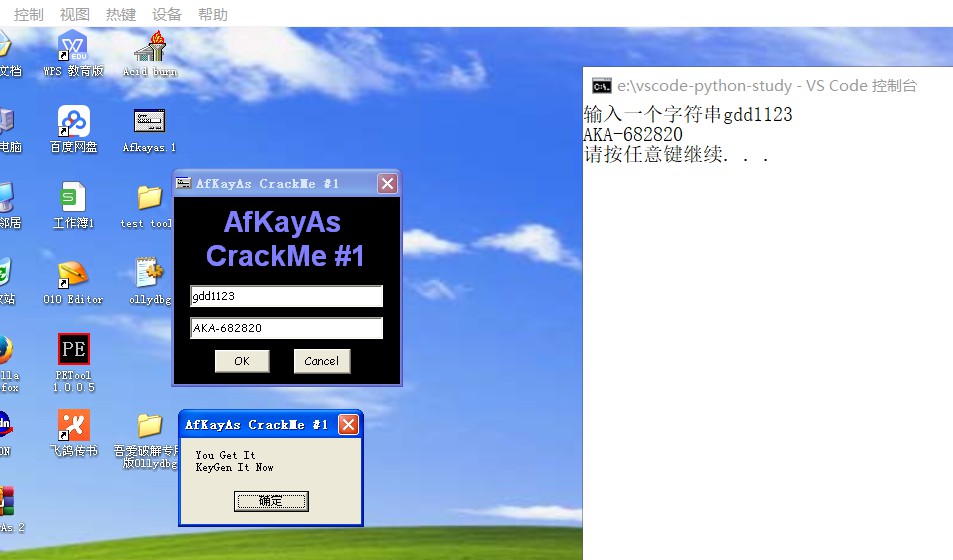 控制 视图 热键 设备 帮助
文档
WPS 教育版
Acid burn
电脑
百度网盘
Afkayas.1
邻居
工作簿1
test tool
收站
010 Editor
ollydbg
lla
fox
PE
PETool
1.0.0.5
飞鸽传书
吾爱破解专用
版Ollydbg
As.2
AfKayAs CrackMe #1
AfKayAs
CrackMe #1
gdd1123
AKA-682820
OK
Cancel
AfKayAs CrackMe #1
You Get It
KeyGen It Now
确定
e:\vscode-python-study - VS Code 控制台
输入一个字符串gdd1123
AKA-682820
请按任意键继续. . .